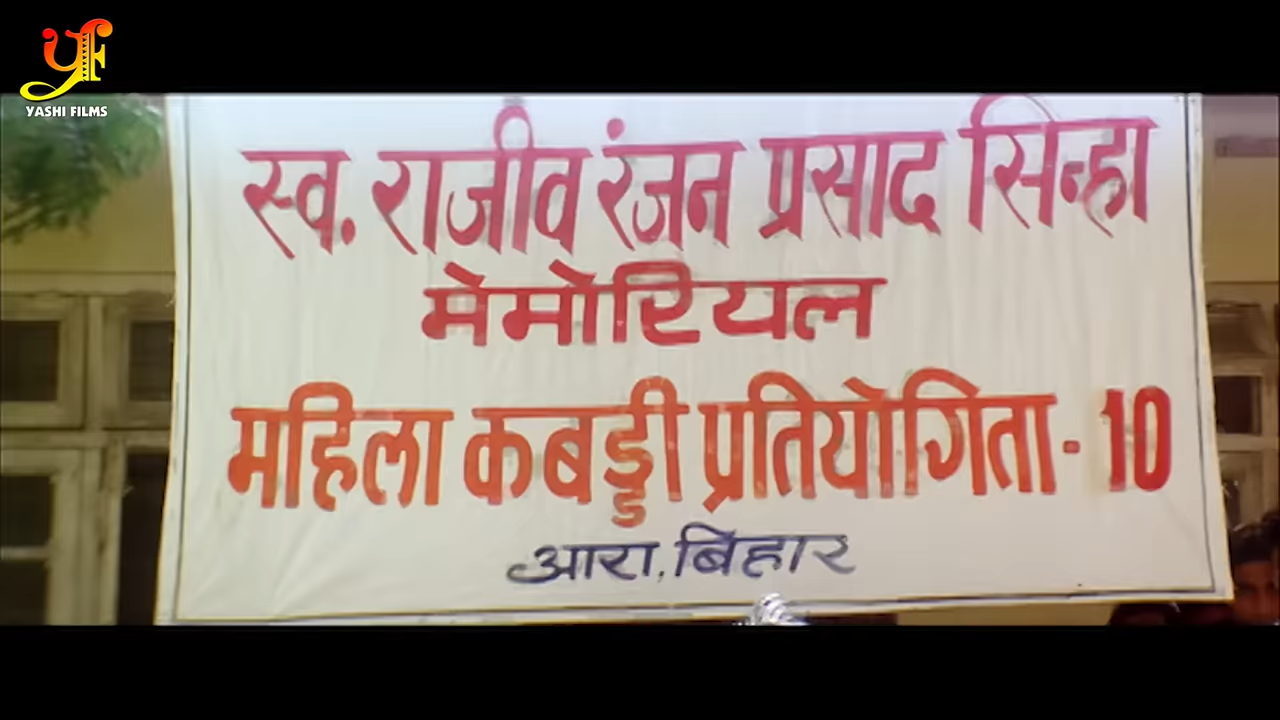 YASHI FILMS
स्व. राजीव रंजन प्रसाद सिन्हा
मेमोरियल
महिला कबड्डी प्रतियोगिता - 10
आरा, बिहार